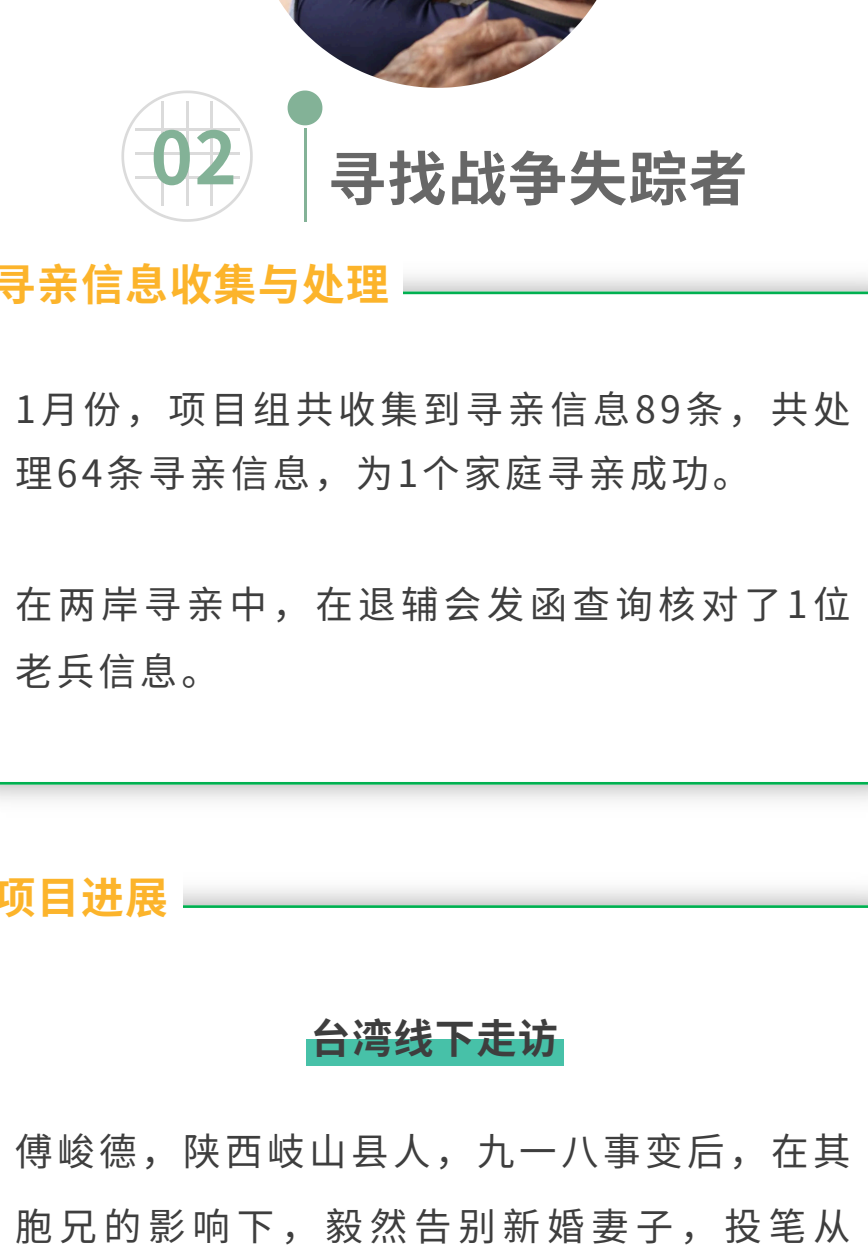 02
寻找战争失踪者
寻亲信息收集与处理
1月份，项目组共收集到寻亲信息89条，共处
理64条寻亲信息，为1个家庭寻亲成功。
在两岸寻亲中，在退辅会发函查询核对了1位
老兵信息。
项目进展
台湾线下走访
傅峻德，陕西岐山县人，九一八事变后，在其
胞兄的影响下，毅然告别新婚妻子，投笔从